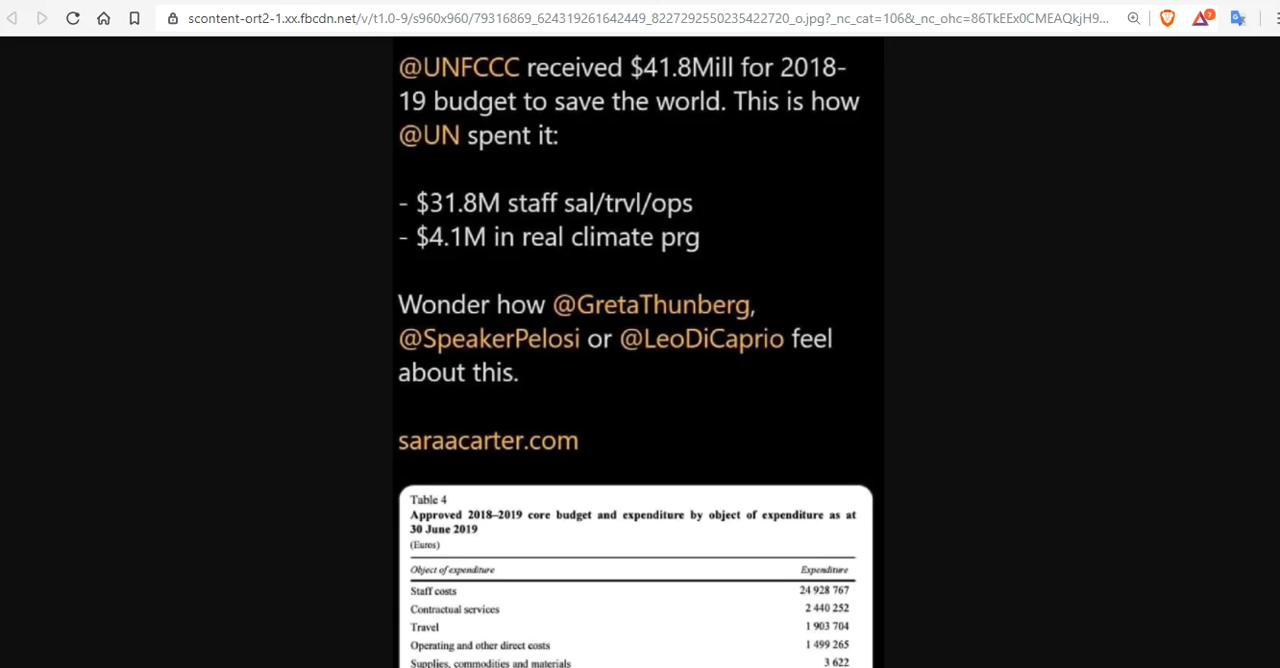 scontent-ort2-1.xx.fbcdn.net/v/t1.0-9/s960x960/79316869_624319261642449_8227292550235422720_o.jpg?_nc_cat=106&_nc_ohc=86TkEEx0CMEAQkjH9...
7
@UNFCCC received $41.8Mill for 2018-
19 budget to save the world. This is how
@UN spent it:
- $31.8M staff sal/trvl/ops
- $4.1M in real climate prg
Wonder how @GretaThunberg,
@SpeakerPelosi or @LeoDiCaprio feel
about this.
saraacarter.com
Table 4
Approved 2018–2019 core budget and expenditure by object of expenditure as at
30 June 2019
(Euros)
Object of expenditure Expenditure
Staff costs 24 928 767
Contractual services 2 440 252
Travel 1 903 704
Operating and other direct costs 1 499 265
Supplies, commodities and materials 3 622